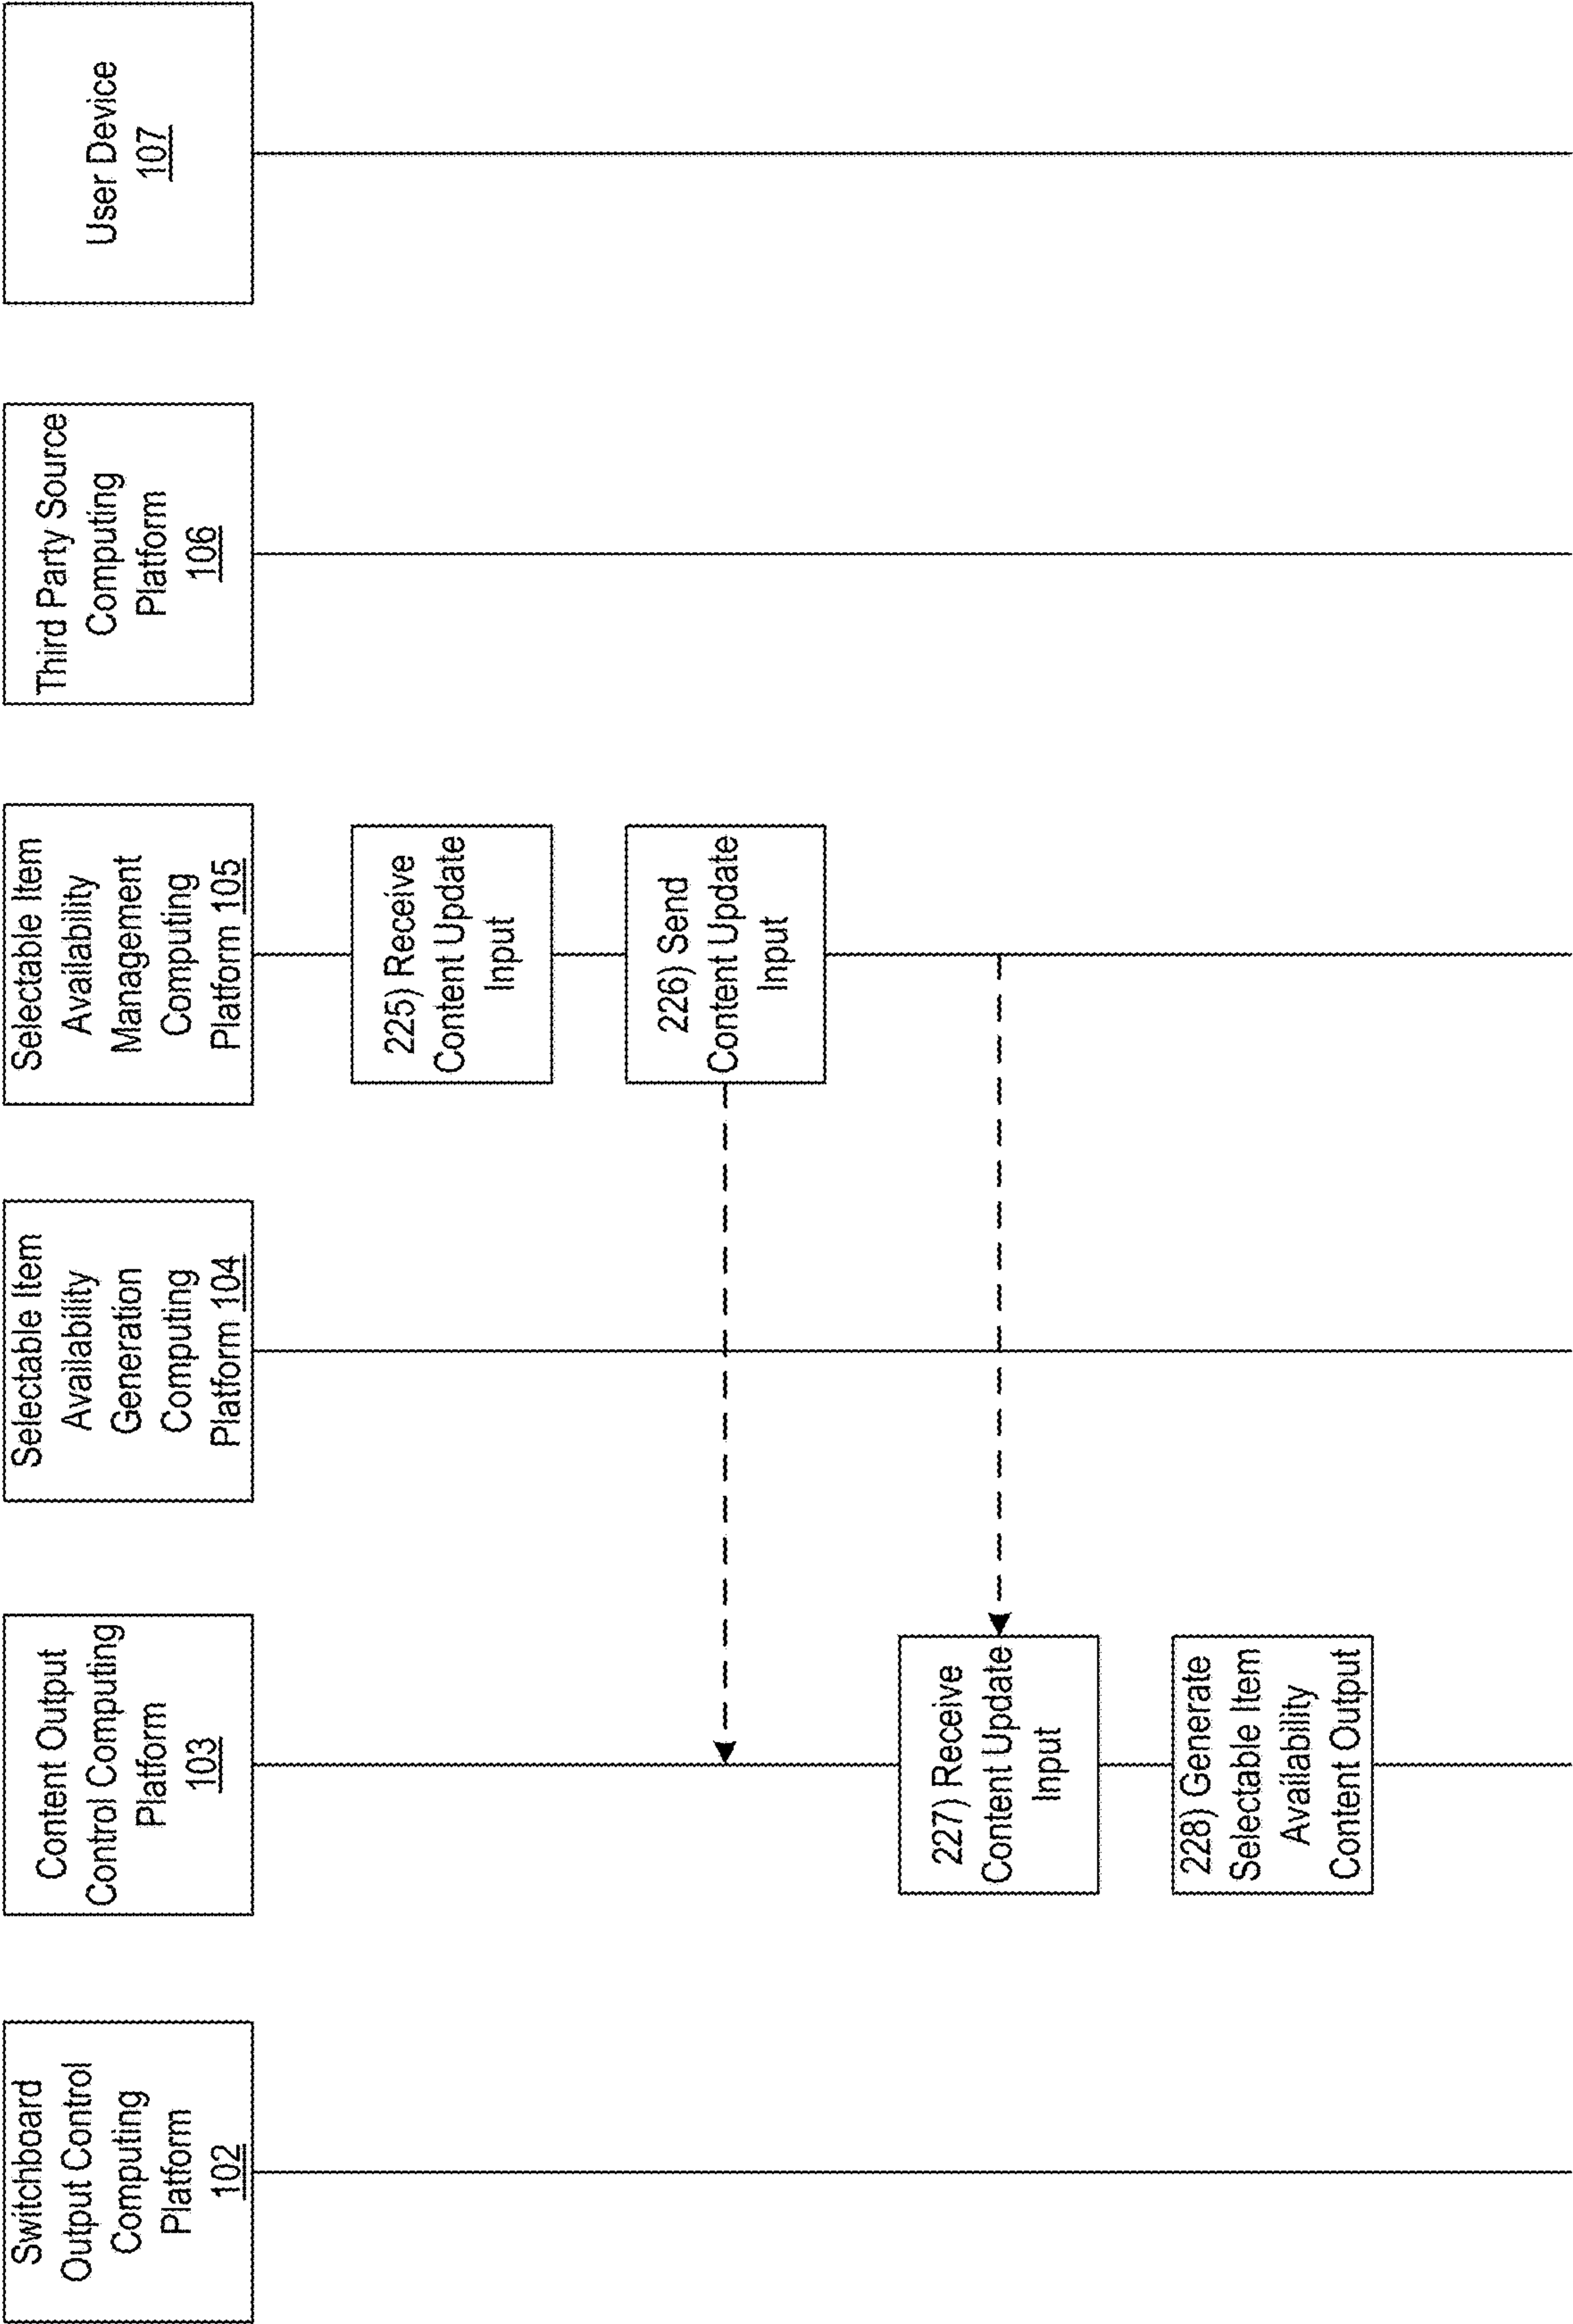 Switchboard
Output Control
Computing
Platform
102
Content Output
Control Computing
Platform
103
Selectable Item
Availability
Generation
Computing
Platform 104
Selectable Item
Availability
Management
Computing
Platform 105
Third Party Source
Computing
Platform
106
User Device
107
225) Receive
Content Update
Input
226) Send
Content Update
Input
227) Receive
Content Update
Input
228) Generate
Selectable Item
Availability
Content Output